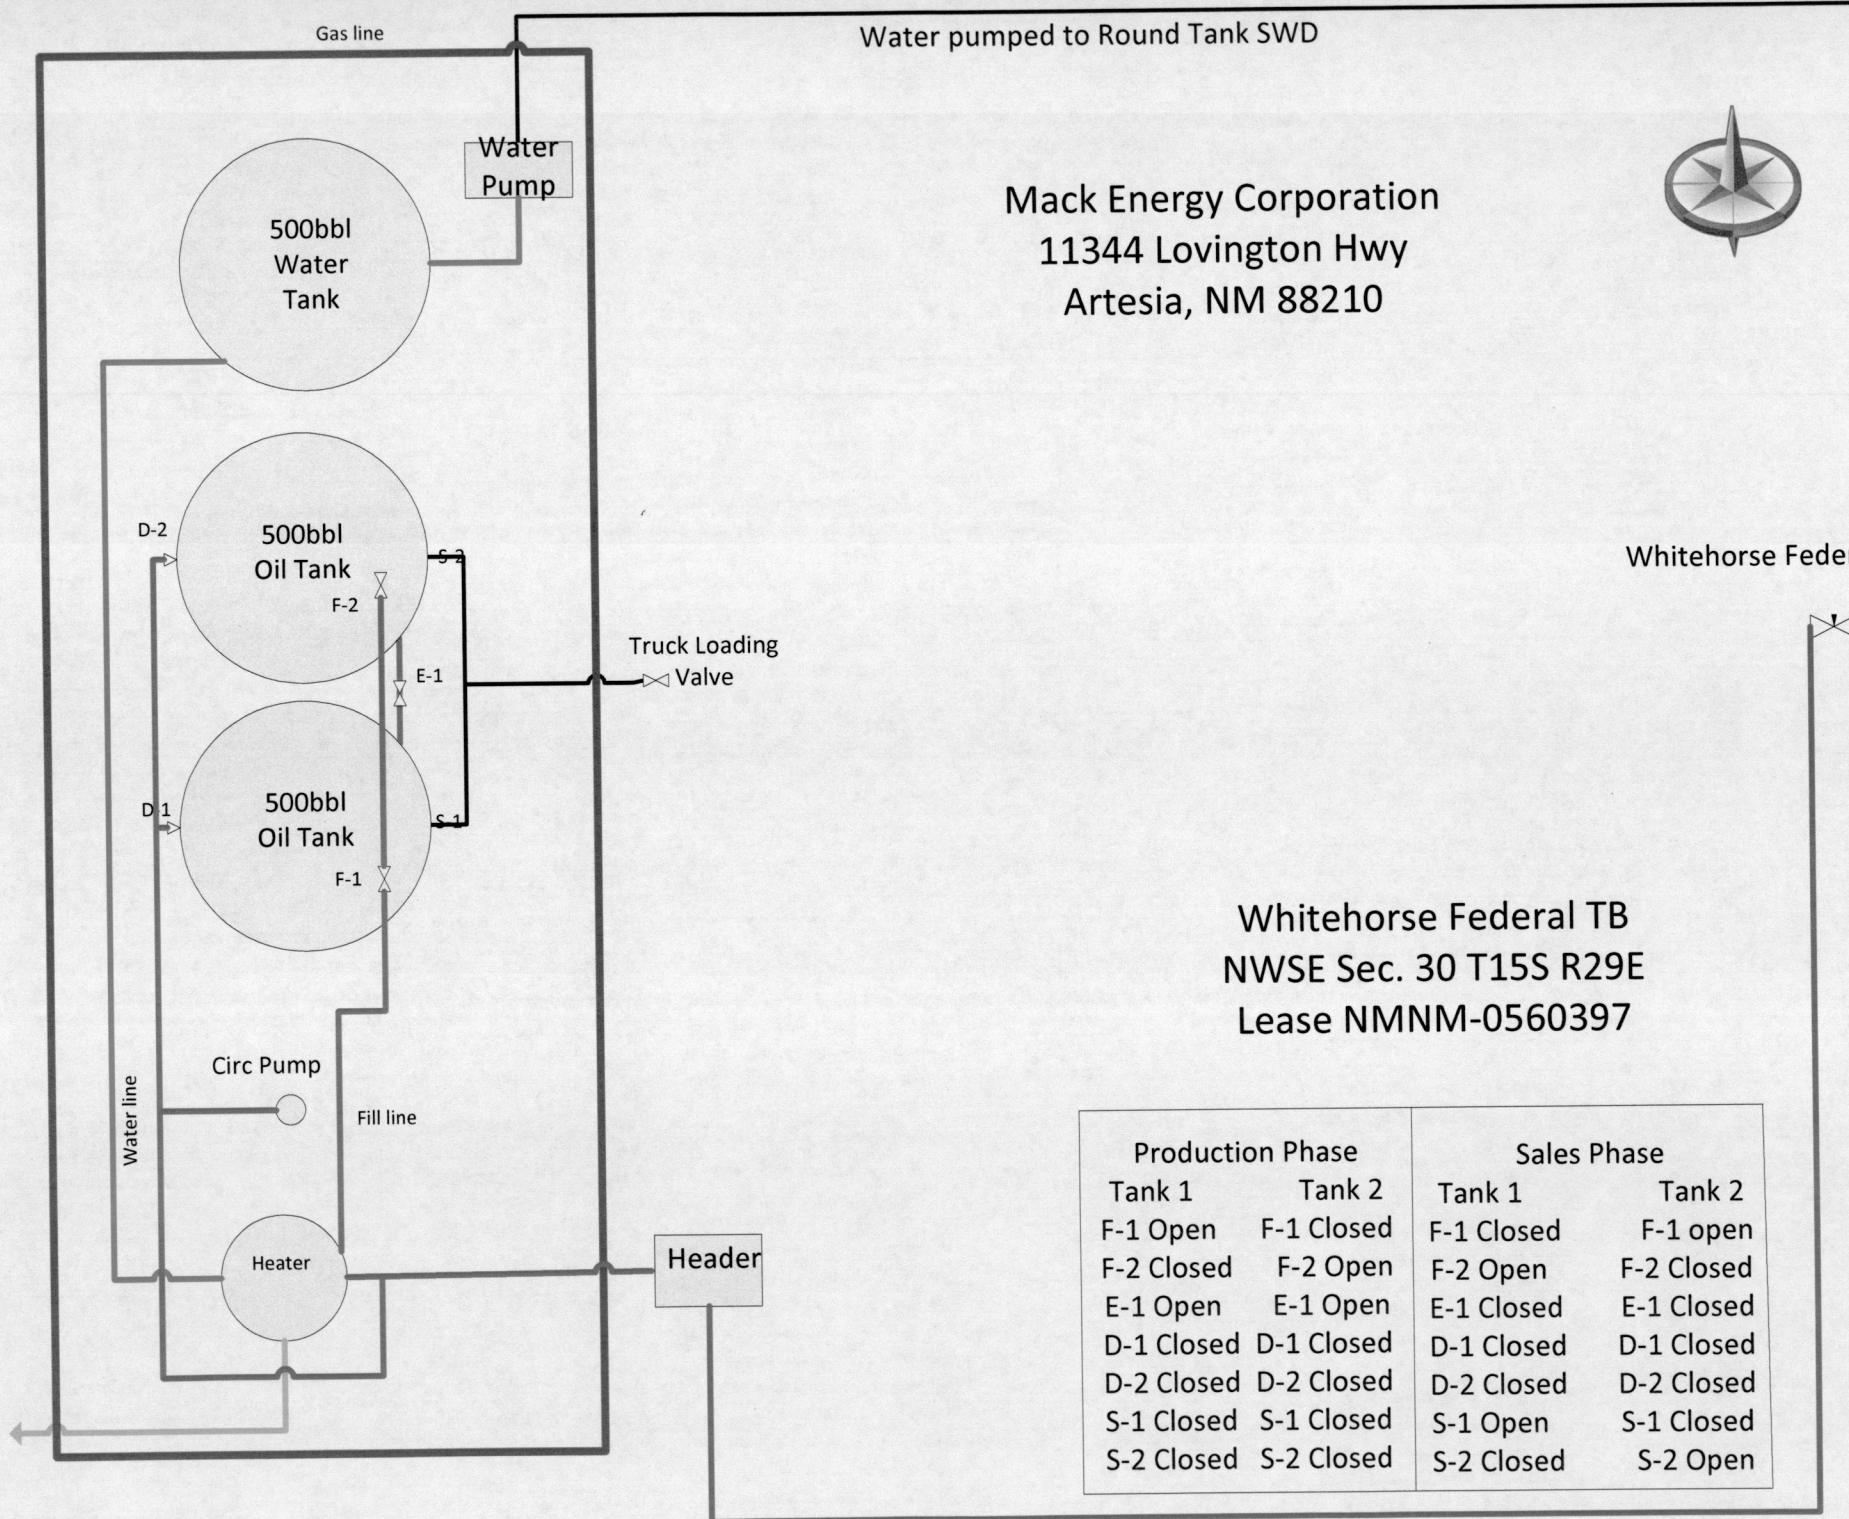 Gas line
Water pumped to Round Tank SWD
Water
Pump
500bbl
Water
Tank
Mack Energy Corporation
11344 Lovington Hwy
Artesia, NM 88210
D-2
500bbl
Oil Tank
S-2
F-2
E-1
Truck Loading
Valve
Whitehorse
D-1
500bbl
Oil Tank
S-1
F-1
Whitehorse Federal TB
NWSE Sec. 30 T15S R29E
Lease NMNM-0560397
Circ Pump
Water line
Fill line
Heater
Header
Production Phase Sales Phase
Tank 1 Tank 2 Tank 1 Tank 2
F-1 Open F-1 Closed F-1 Closed F-1 open
F-2 Closed F-2 Open F-2 Open F-2 Closed
E-1 Open E-1 Open E-1 Closed E-1 Closed
D-1 Closed D-1 Closed D-1 Closed D-1 Closed
D-2 Closed D-2 Closed D-2 Closed D-2 Closed
S-1 Closed S-1 Closed S-1 Open S-1 Closed
S-2 Closed S-2 Closed S-2 Closed S-2 Open